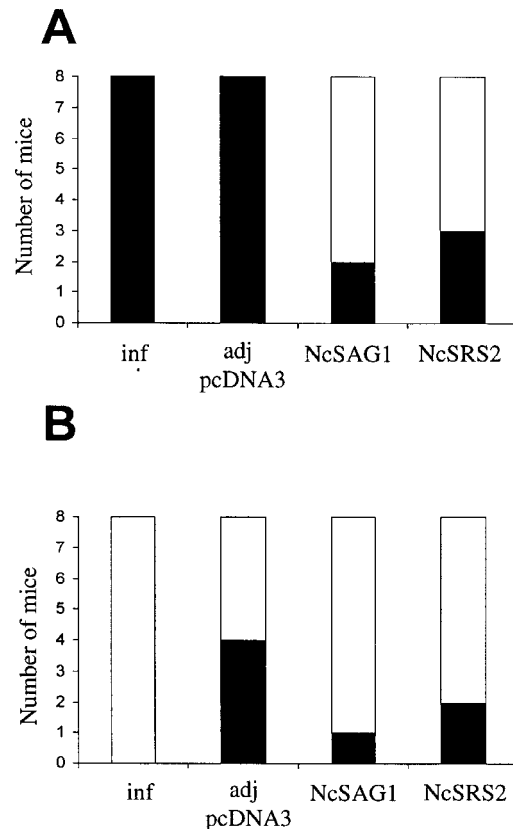 A
Number of mice
8
7
6
5
4
3
2
1
0
inf
adj
pcDNA3
NcSAG1
NcSRS2
B
Number of mice
8
7
6
5
4
3
2
1
0
inf
adj
pcDNA3
NcSAG1
NcSRS2